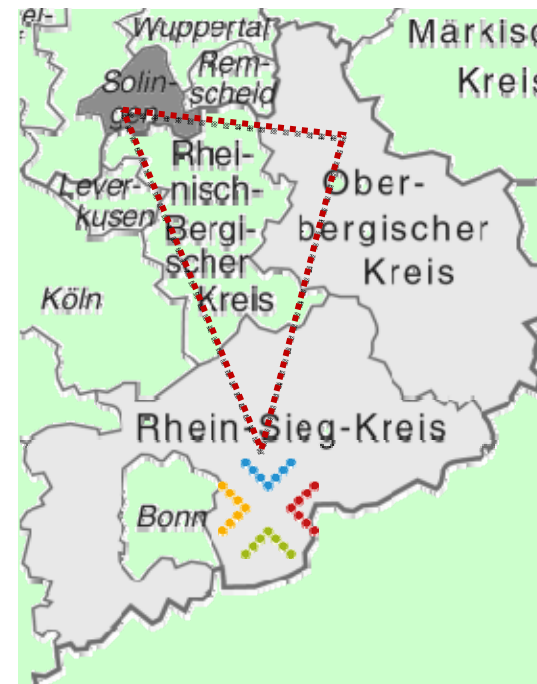 ei-
Wuppertal
Märkisc
Kreis
Rem-
scheid
Solin-
gen
Rhei-
nisch-
Bergi-
scher
Kreis
Ober-
bergischer
Kreis
Lever-
kusen
Köln
Rhein-Sieg-Kreis
Bonn